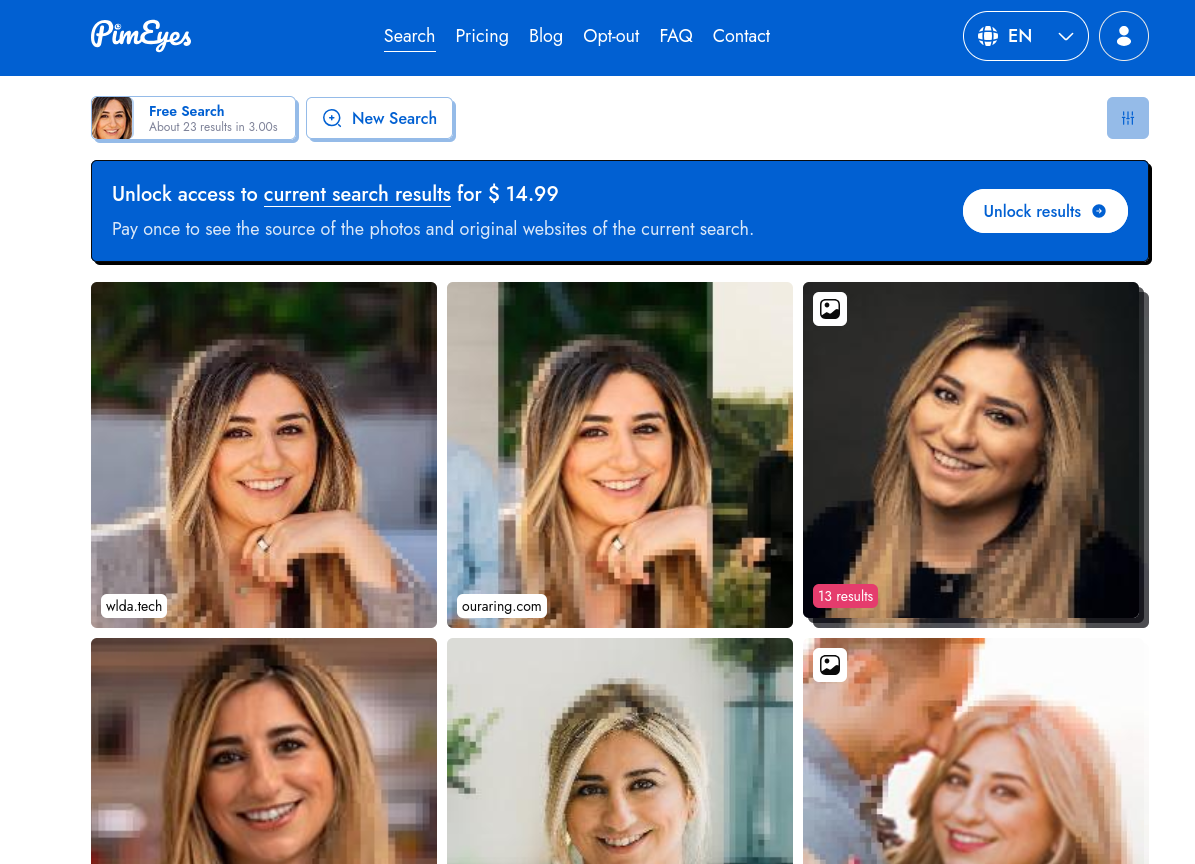 PimEyes
Search
Pricing
Blog
Opt-out
FAQ
Contact
EN
Free Search
About 23 results in 3.00s
New Search
Unlock access to current search results for $ 14.99
Pay once to see the source of the photos and original websites of the current search.
Unlock results
wlda.tech
ouraring.com
13 results